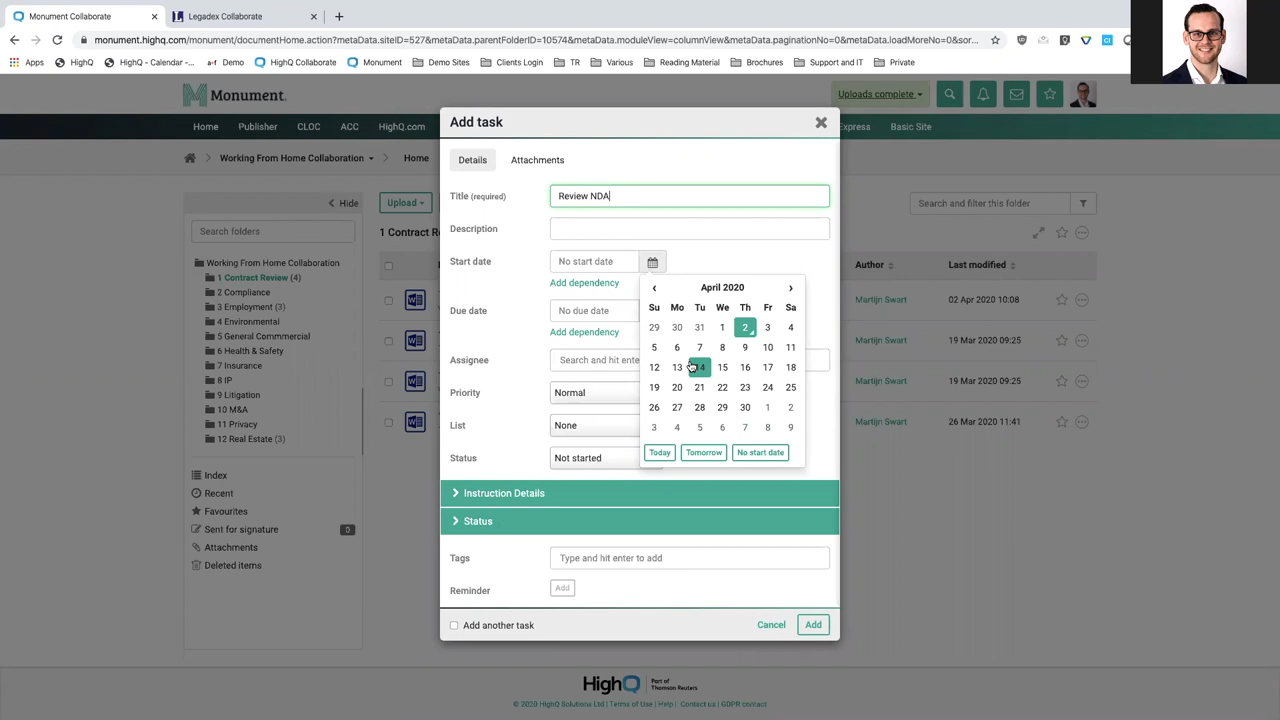 Monument Collaborate
Legadex Collaborate
monument.highq.com/monument/documentHome.action?metaData.siteID=527&metaData.parentFolderID=10574&metaData.moduleView=columnView&metaData.paginationNo=0&metaData.loadMoreNo=0&sor...
Apps HighQ HighQ - Calendar -... a-f Demo HighQ Collaborate Monument Demo Sites Clients Login TR Various Reading Material Brochures Support and IT Private
Monument.
Uploads complete
Home Publisher CLOC ACC HighQ.com Express Basic Site
Working From Home Collaboration Home
Hide
Search folders
Working From Home Collaboration
1 Contract Review (4)
2 Compliance
3 Employment (3)
4 Environmental
5 General Commmercial
6 Health & Safety
7 Insurance
8 IP
9 Litigation
10 M&A
11 Privacy
12 Real Estate (3)
Index
Recent
Favourites
Sent for signature 0
Attachments
Deleted items
Upload
1 Contract Re
Add task
Details Attachments
Title (required) Review NDA
Description
Start date No start date
Add dependency
Due date No due date
Add dependency
Assignee Search and hit ente
Priority Normal
List None
Status Not started
April 2020
Su Mo Tu We Th Fr Sa
29 30 31 1 2 3 4
5 6 7 8 9 10 11
12 13 14 15 16 17 18
19 20 21 22 23 24 25
26 27 28 29 30 1 2
3 4 5 6 7 8 9
Today Tomorrow No start date
Instruction Details
Status
Tags Type and hit enter to add
Reminder Add
Add another task Cancel Add
Search and filter this folder
Author Last modified
Martijn Swart 02 Apr 2020 10:08
Martijn Swart 19 Mar 2020 09:25
Martijn Swart 19 Mar 2020 09:25
Martijn Swart 26 Mar 2020 11:41
HighQ Part of Thomson Reuters
© 2020 HighQ Solutions Ltd | Terms of Use | Help | Contact us | GDPR contact